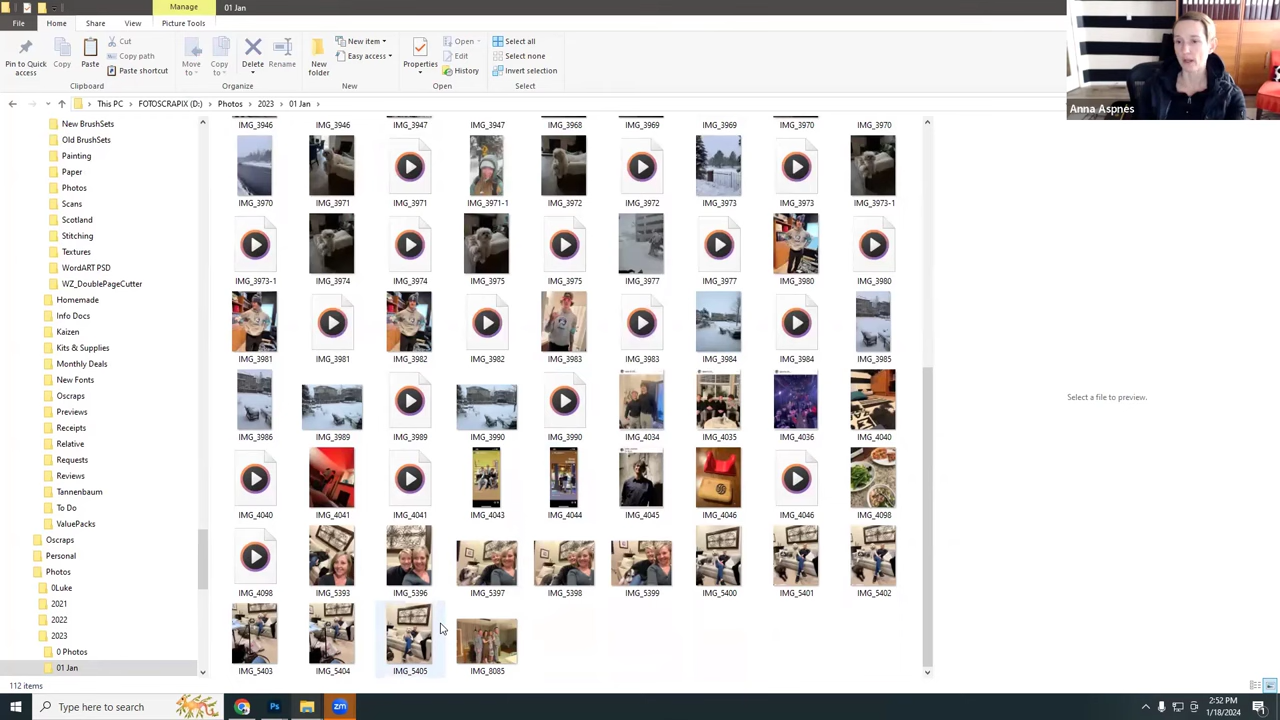 Manage
01 Jan
File
Home
Share
View
Picture Tools
Pin to Quick access
Copy
Paste
Cut
Copy path
Paste shortcut
Clipboard
Move to
Copy to
Delete
Rename
Organize
New folder
New item
Easy access
New
Properties
Open
Edit
History
Open
Select all
Select none
Invert selection
Select
Anna Aspnes
This PC > FOTOSCRAPIX (D:) > Photos > 2023 > 01 Jan >
New BrushSets
Old BrushSets
Painting
Paper
Photos
Scans
Scotland
Stitching
Textures
WordART PSD
WZ_DoublePageCutter
Homemade
Info Docs
Kaizen
Kits & Supplies
Monthly Deals
New Fonts
Oscraps
Previews
Receipts
Relative
Requests
Reviews
Tannenbaum
To Do
ValuePacks
Oscraps
Personal
Photos
0Luke
2021
2022
2023
0 Photos
01 Jan
IMG_3946 IMG_3946 IMG_3947 IMG_3947 IMG_3968 IMG_3969 IMG_3969 IMG_3970 IMG_3970
IMG_3970 IMG_3971 IMG_3971 IMG_3971-1 IMG_3972 IMG_3972 IMG_3973 IMG_3973 IMG_3973-1
IMG_3973-1 IMG_3974 IMG_3974 IMG_3975 IMG_3975 IMG_3977 IMG_3977 IMG_3980 IMG_3980
IMG_3981 IMG_3981 IMG_3982 IMG_3982 IMG_3983 IMG_3983 IMG_3984 IMG_3984 IMG_3985
IMG_3986 IMG_3989 IMG_3989 IMG_3990 IMG_3990 IMG_4034 IMG_4035 IMG_4036 IMG_4040
IMG_4040 IMG_4041 IMG_4041 IMG_4043 IMG_4044 IMG_4045 IMG_4046 IMG_4046 IMG_4098
IMG_4098 IMG_5393 IMG_5396 IMG_5397 IMG_5398 IMG_5399 IMG_5400 IMG_5401 IMG_5402
IMG_5403 IMG_5404 IMG_5405 IMG_8085
Select a file to preview.
112 items
Type here to search
Ps
zm
2:52 PM
1/18/2024
1